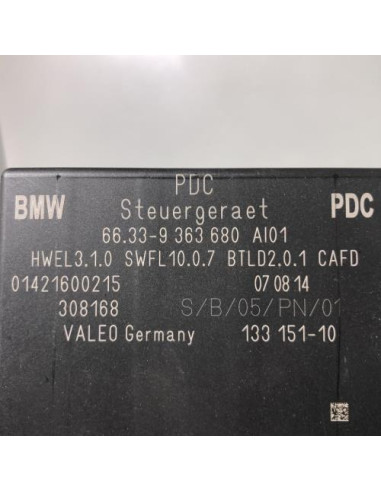 PDC
BMW Steuergeraet PDC
66.33-9 363 680 AI01
HWEL3.1.0 SWFL10.0.7 BTLD2.0.1 CAFD
01421600215 07 08 14
308168 S/B/05/PN/01
VALEO Germany 133 151-10